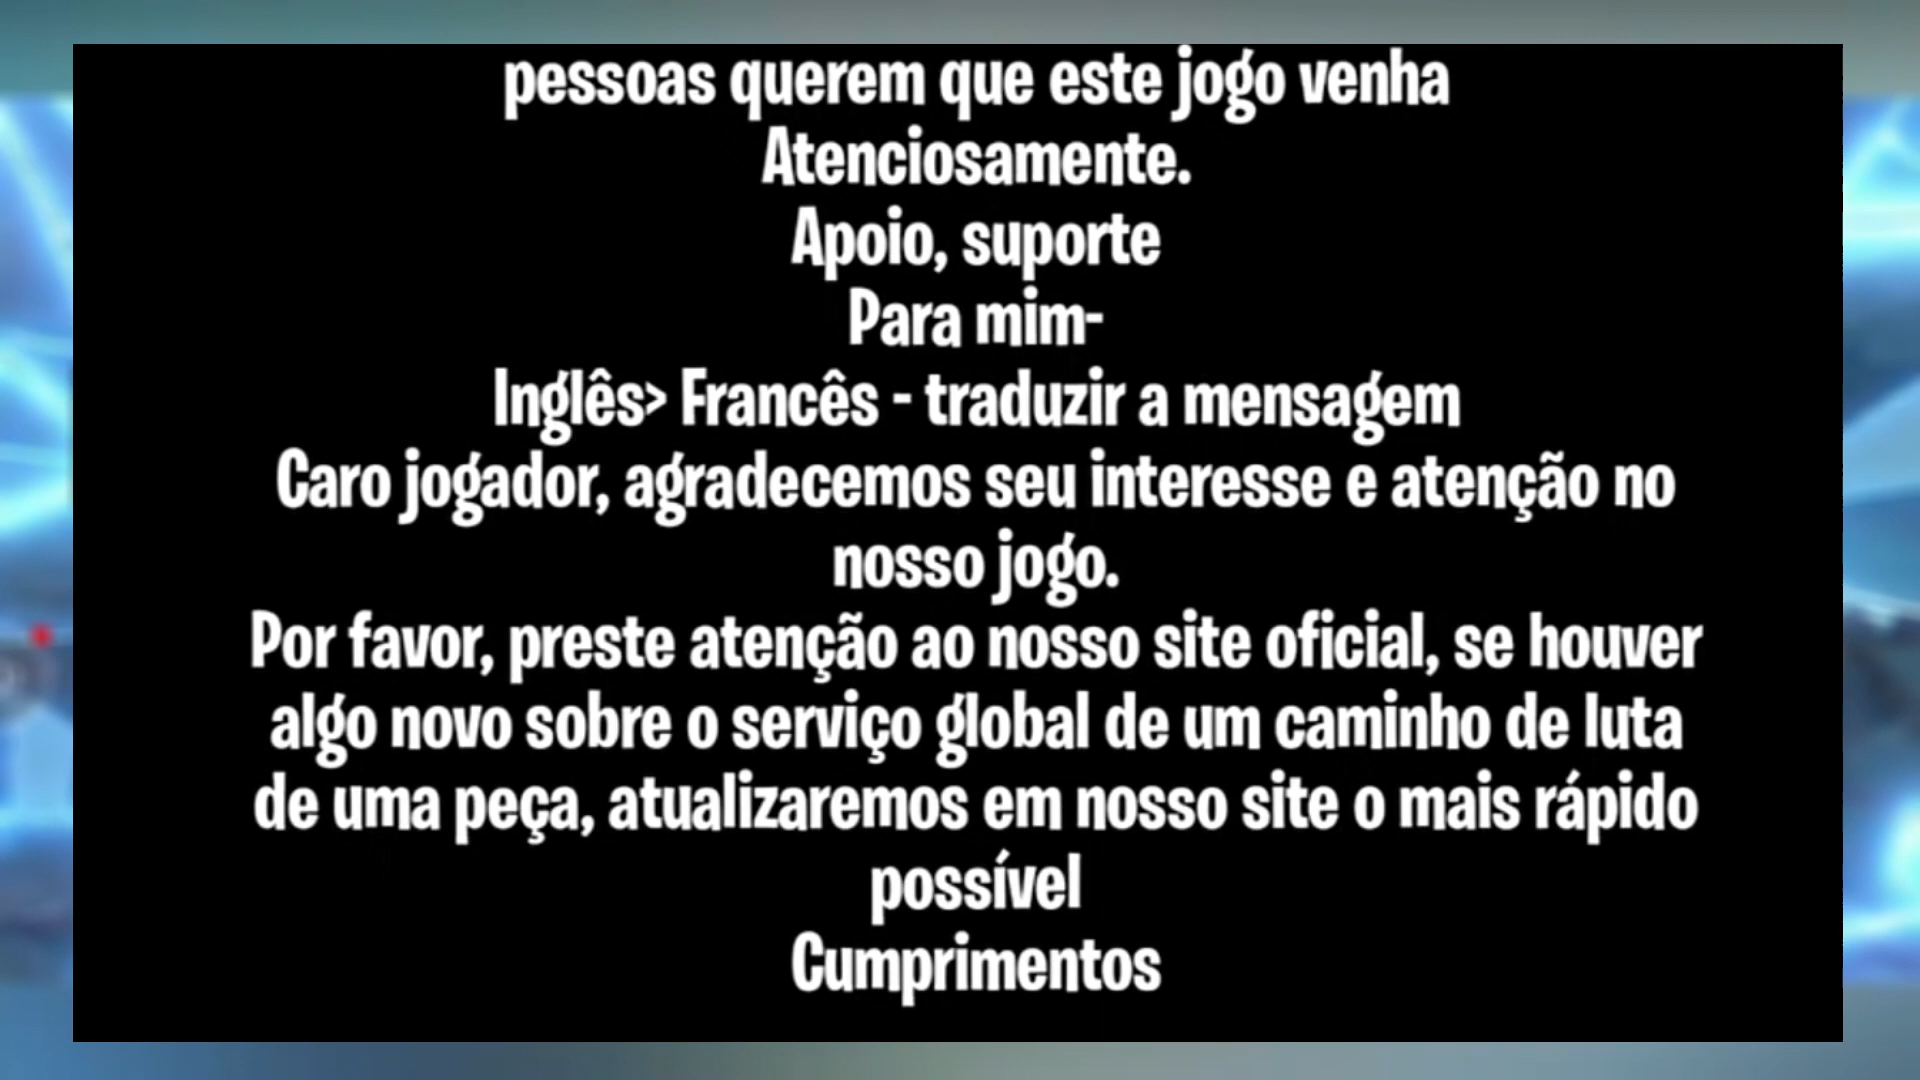 pessoas querem que este jogo venha
Atenciosamente.
Apoio, suporte
Para mim-
Inglês> Francês - traduzir a mensagem
Caro jogador, agradecemos seu interesse e atenção no
nosso jogo.
Por favor, preste atenção ao nosso site oficial, se houver
algo novo sobre o serviço global de um caminho de luta
de uma peça, atualizaremos em nosso site o mais rápido
possível
Cumprimentos